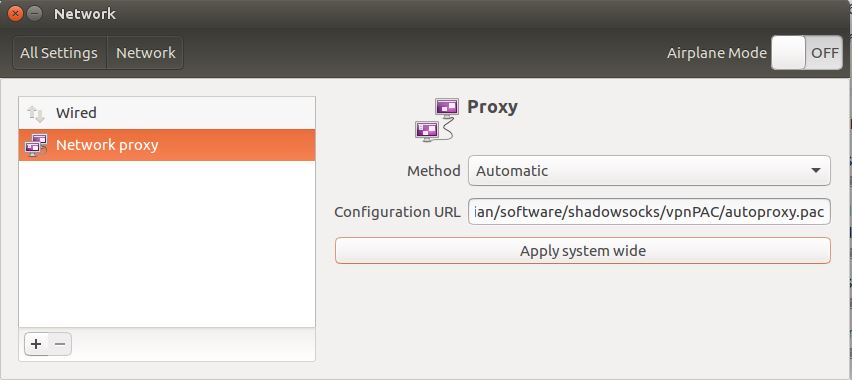 Network
All Settings Network Airplane Mode OFF
Wired
Network proxy
Proxy
Method Automatic
Configuration URL ian/software/shadowsocks/vpnPAC/autoproxy.pac
Apply system wide